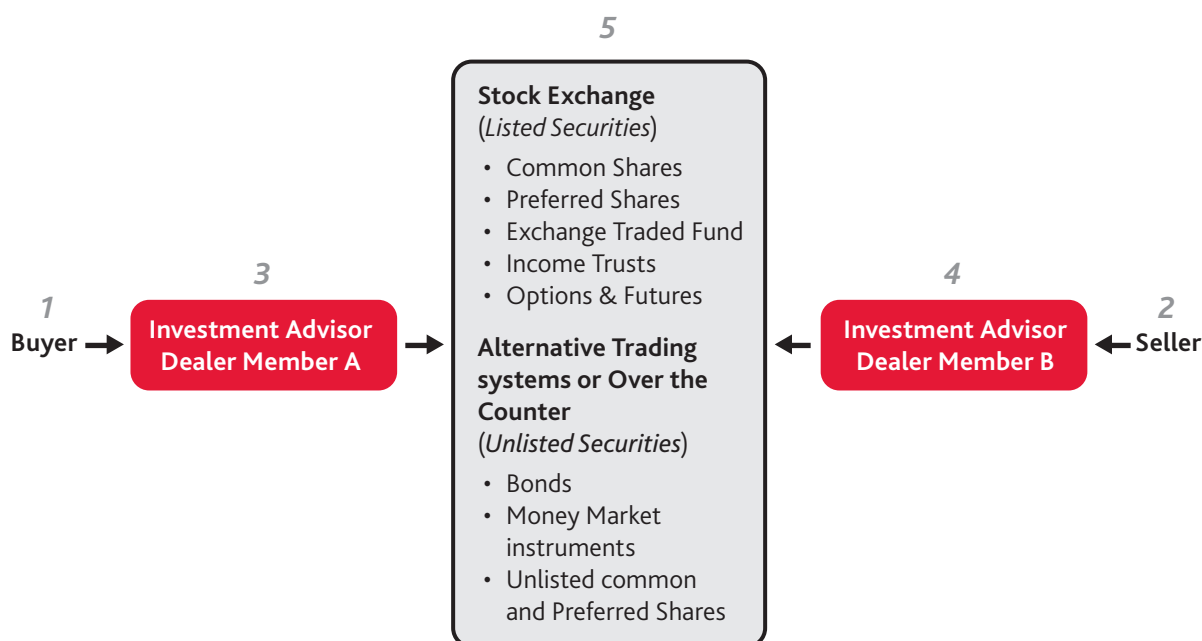 5
Stock Exchange
(Listed Securities)
• Common Shares
• Preferred Shares
• Exchange Traded Fund
• Income Trusts
• Options & Futures
Alternative Trading
systems or Over the
Counter
(Unlisted Securities)
• Bonds
• Money Market
instruments
• Unlisted common
and Preferred Shares
1
Buyer
3
Investment Advisor
Dealer Member A
4
Investment Advisor
Dealer Member B
2
Seller